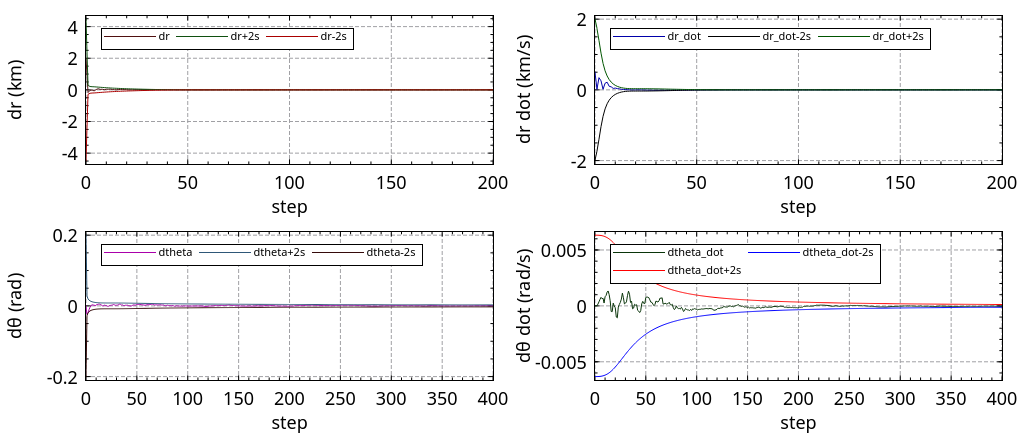 dr dr+2s dr-2s
4
2
0
-2
-4
dr (km)
0 50 100 150 200
step
dr_dot dr_dot-2s dr_dot+2s
2
0
-2
dr dot (km/s)
0 50 100 150 200
step
dtheta dtheta+2s dtheta-2s
0.2
0
-0.2
dθ (rad)
0 50 100 150 200 250 300 350 400
step
dtheta_dot dtheta_dot-2s
dtheta_dot+2s
0.005
0
-0.005
dθ dot (rad/s)
0 50 100 150 200 250 300 350 400
step